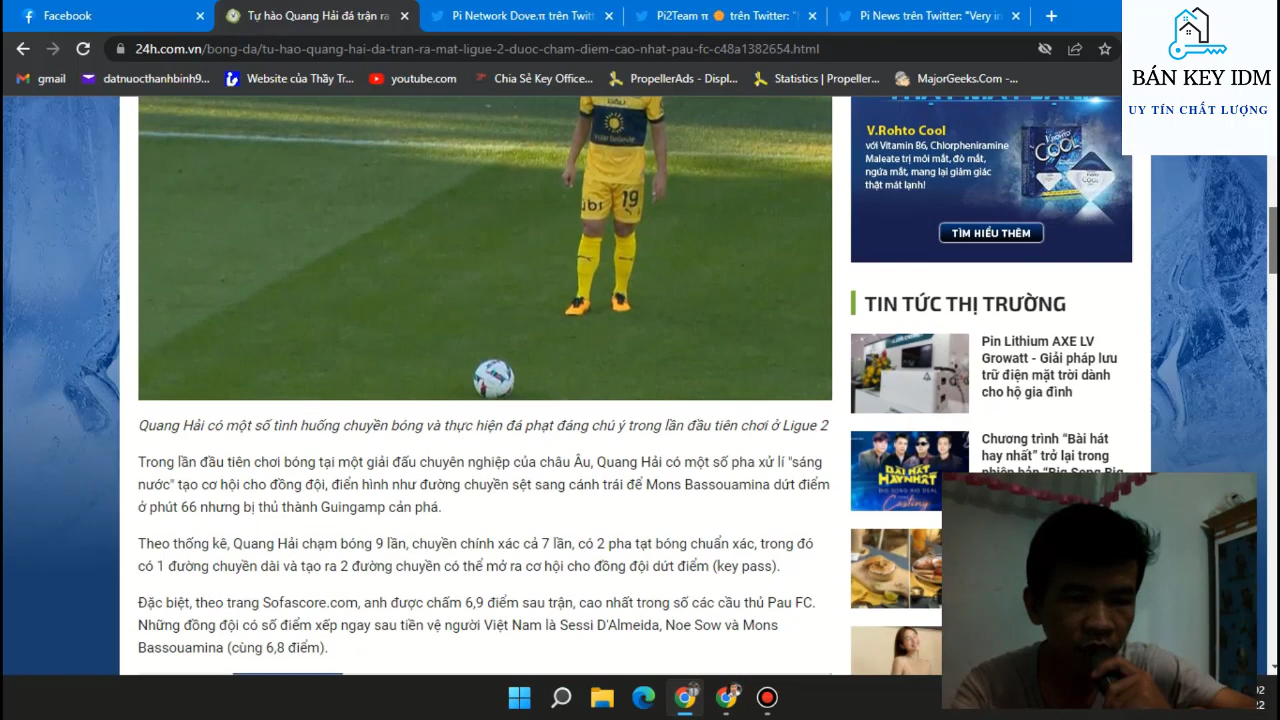 Facebook
Tự hào Quang Hải đá trận ra
Pi Network Dove.π trên Twitt
Pi2Team π trên Twitter: "
Pi News trên Twitter: "Very in
24h.com.vn/bong-da/tu-hao-quang-hai-da-tran-ra-mat-ligue-2-duoc-cham-diem-cao-nhat-pau-fc-c48a1382654.html
gmail
datnuocthanhbinh9...
Website của Thầy Tr...
youtube.com
Chia Sẻ Key Office...
PropellerAds - Displ...
Statistics | Propeller...
MajorGeeks.Com -...
BÁN KEY IDM
UY TÍN CHẤT LƯỢNG
19
V.Rohto Cool
với Vitamin B6, Chlorpheniramine
Maleate trị mỏi mắt, đỏ mắt,
ngứa mắt, mang lại giảm giác
thật mát lạnh!
COOL
TÌM HIỂU THÊM
TIN TỨC THỊ TRƯỜNG
Pin Lithium AXE LV
Growatt - Giải pháp lưu
trữ điện mặt trời dành
cho hộ gia đình
Chương trình “Bài hát
hay nhất” trở lại trong
phiên bản “Big Song Big
BÀI HÁT
HAY NHẤT
Casting
Quang Hải có một số tình huống chuyền bóng và thực hiện đá phạt đáng chú ý trong lần đầu tiên chơi ở Ligue 2
Trong lần đầu tiên chơi bóng tại một giải đấu chuyên nghiệp của châu Âu, Quang Hải có một số pha xử lí "sáng
nước" tạo cơ hội cho đồng đội, điển hình như đường chuyền sệt sang cánh trái để Mons Bassouamina dứt điểm
ở phút 66 nhưng bị thủ thành Guingamp cản phá.
Theo thống kê, Quang Hải chạm bóng 9 lần, chuyền chính xác cả 7 lần, có 2 pha tạt bóng chuẩn xác, trong đó
có 1 đường chuyền dài và tạo ra 2 đường chuyền có thể mở ra cơ hội cho đồng đội dứt điểm (key pass).
Đặc biệt, theo trang Sofascore.com, anh được chấm 6,9 điểm sau trận, cao nhất trong số các cầu thủ Pau FC.
Những đồng đội có số điểm xếp ngay sau tiền vệ người Việt Nam là Sessi D'Almeida, Noe Sow và Mons
Bassouamina (cùng 6,8 điểm).
02
22